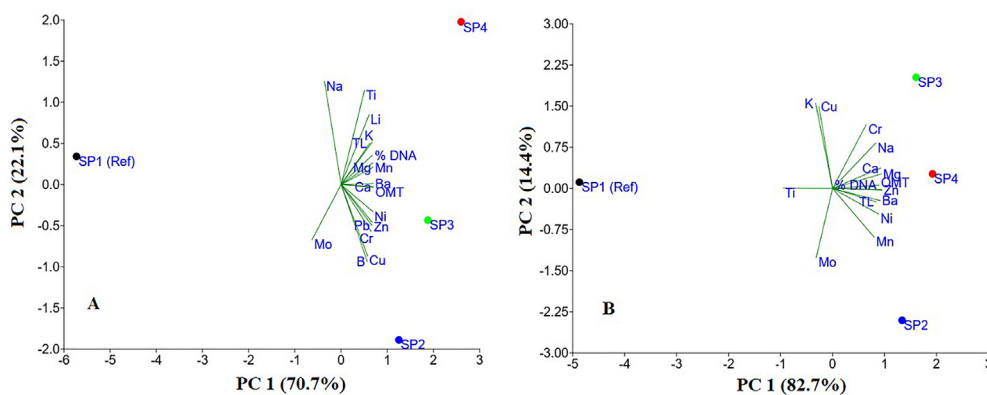 2.0
1.5
1.0
0.5
0.0
-0.5
-1.0
-1.5
-2.0
PC 2 (22.1%)
SP4
Na
Ti
Li
K
TL
% DNA
Mg Mn
Ba
Ca
OMT
Ni
Pb Zn
Cr
Mo
B Cu
SP1 (Ref)
SP3
SP2
A
-6 -5 -4 -3 -2 -1 0 1 2 3
PC 1 (70.7%)
3.00
2.25
1.50
0.75
0.00
-0.75
-1.50
-2.25
-3.00
PC 2 (14.4%)
SP3
K Cu
Cr
Na
Ca
Mg
% DNA OMT
Ti
Zn
TL Ba
Ni
Mn
Mo
SP1 (Ref)
SP4
SP2
B
-5 -4 -3 -2 -1 0 1 2 3
PC 1 (82.7%)